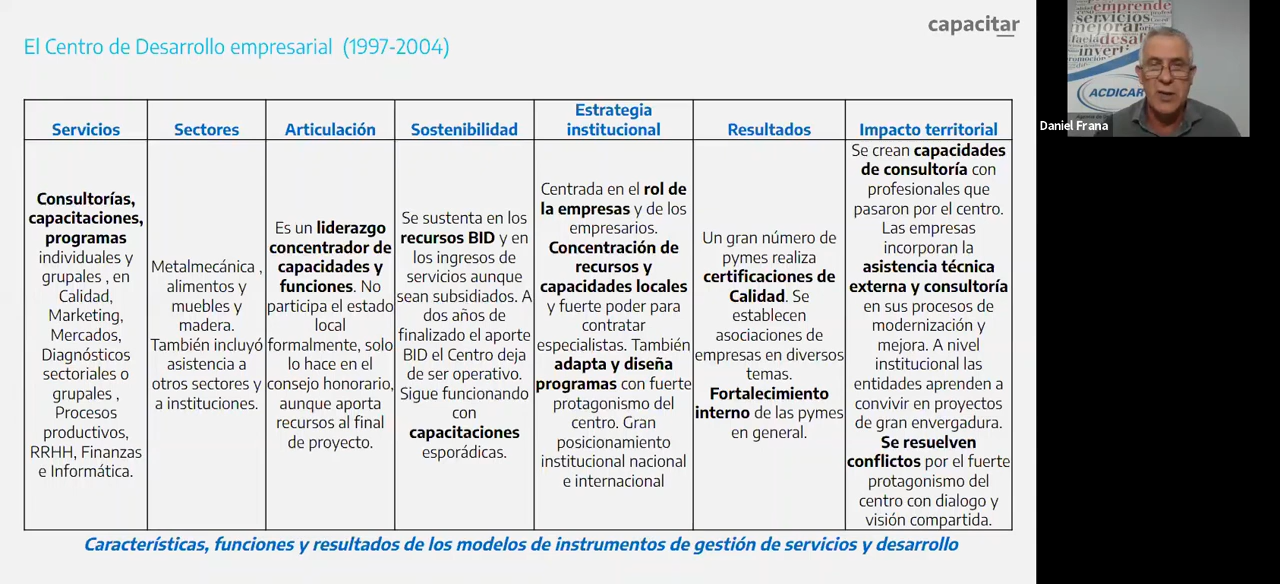 capacitar
El Centro de Desarrollo empresarial (1997-2004)
Servicios
Sectores
Articulación
Sostenibilidad
Estrategia
institucional
Resultados
Impacto territorial
Consultorías,
capacitaciones,
programas
individuales y
grupales , en
Calidad,
Marketing,
Mercados,
Diagnósticos
sectoriales o
grupales ,
Procesos
productivos,
RRHH, Finanzas
e Informática.
Metalmecánica ,
alimentos y
muebles y
madera.
También incluyó
asistencia a
otros sectores y
a instituciones.
Es un liderazgo
concentrador de
capacidades y
funciones. No
participa el estado
local
formalmente, solo
lo hace en el
consejo honorario,
aunque aporta
recursos al final
de proyecto.
Se sustenta en los
recursos BID y en
los ingresos de
servicios aunque
sean subsidiados. A
dos años de
finalizado el aporte
BID el Centro deja
de ser operativo.
Sigue funcionando
con
capacitaciones
esporádicas.
Centrada en el rol de
la empresas y de los
empresarios.
Concentración de
recursos y
capacidades locales
y fuerte poder para
contratar
especialistas. También
adapta y diseña
programas con fuerte
protagonismo del
centro. Gran
posicionamiento
institucional nacional
e internacional
Un gran número de
pymes realiza
certificaciones de
Calidad. Se
establecen
asociaciones de
empresas en diversos
temas.
Fortalecimiento
interno de las pymes
en general.
Se crean capacidades
de consultoría con
profesionales que
pasaron por el centro.
Las empresas
incorporan la
asistencia técnica
externa y consultoría
en sus procesos de
modernización y
mejora. A nivel
institucional las
entidades aprenden a
convivir en proyectos
de gran envergadura.
Se resuelven
conflictos por el fuerte
protagonismo del
centro con dialogo y
visión compartida.
Características, funciones y resultados de los modelos de instrumentos de gestión de servicios y desarrollo
emprende
servicios
mejorar
desaf
invert
ACDICAR
Daniel Frana